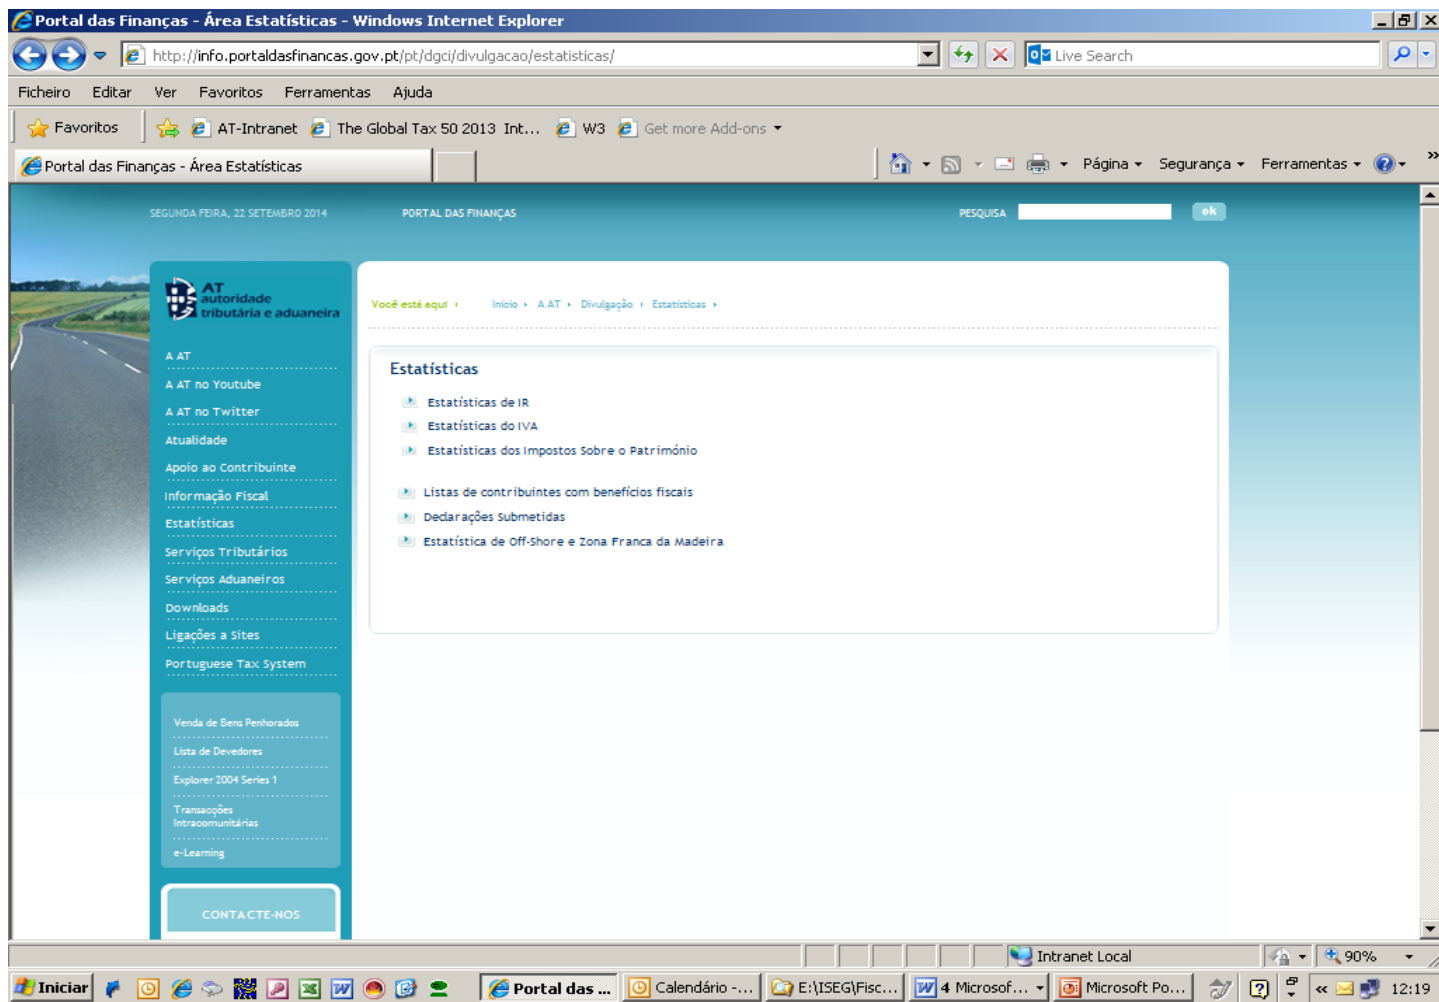 Portal das Finanças - Área Estatísticas - Windows Internet Explorer
http://info.portaldasfinancas.gov.pt/pt/dgci/divulgacao/estatisticas/
Live Search
Ficheiro Editar Ver Favoritos Ferramentas Ajuda
Favoritos AT-Intranet The Global Tax 50 2013 Int... W3 Get more Add-ons
Portal das Finanças - Área Estatísticas
Página Segurança Ferramentas »
SEGUNDA FEIRA, 22 SETEMBRO 2014 PORTAL DAS FINANÇAS PESQUISA ok
AT
autoridade
tributária e aduaneira
A AT
A AT no Youtube
A AT no Twitter
Atualidade
Apoio ao Contribuinte
Informação Fiscal
Estatísticas
Serviços Tributários
Serviços Aduaneiros
Downloads
Ligações a Sites
Portuguese Tax System
Venda de Bens Penhorados
Lista de Devedores
Explorer 2004 Series 1
Transacções
Intracomunitárias
e-Learning
CONTACTE-NOS
Você está aqui Início A AT Divulgação Estatísticas
Estatísticas
Estatísticas de IR
Estatísticas do IVA
Estatísticas dos Impostos Sobre o Património
Listas de contribuintes com benefícios fiscais
Declarações Submetidas
Estatística de Off-Shore e Zona Franca da Madeira
Intranet Local 90%
Iniciar Portal das ... Calendário -... E:\ISEG\Fisc... 4 Microsof... Microsoft Po... « 12:19